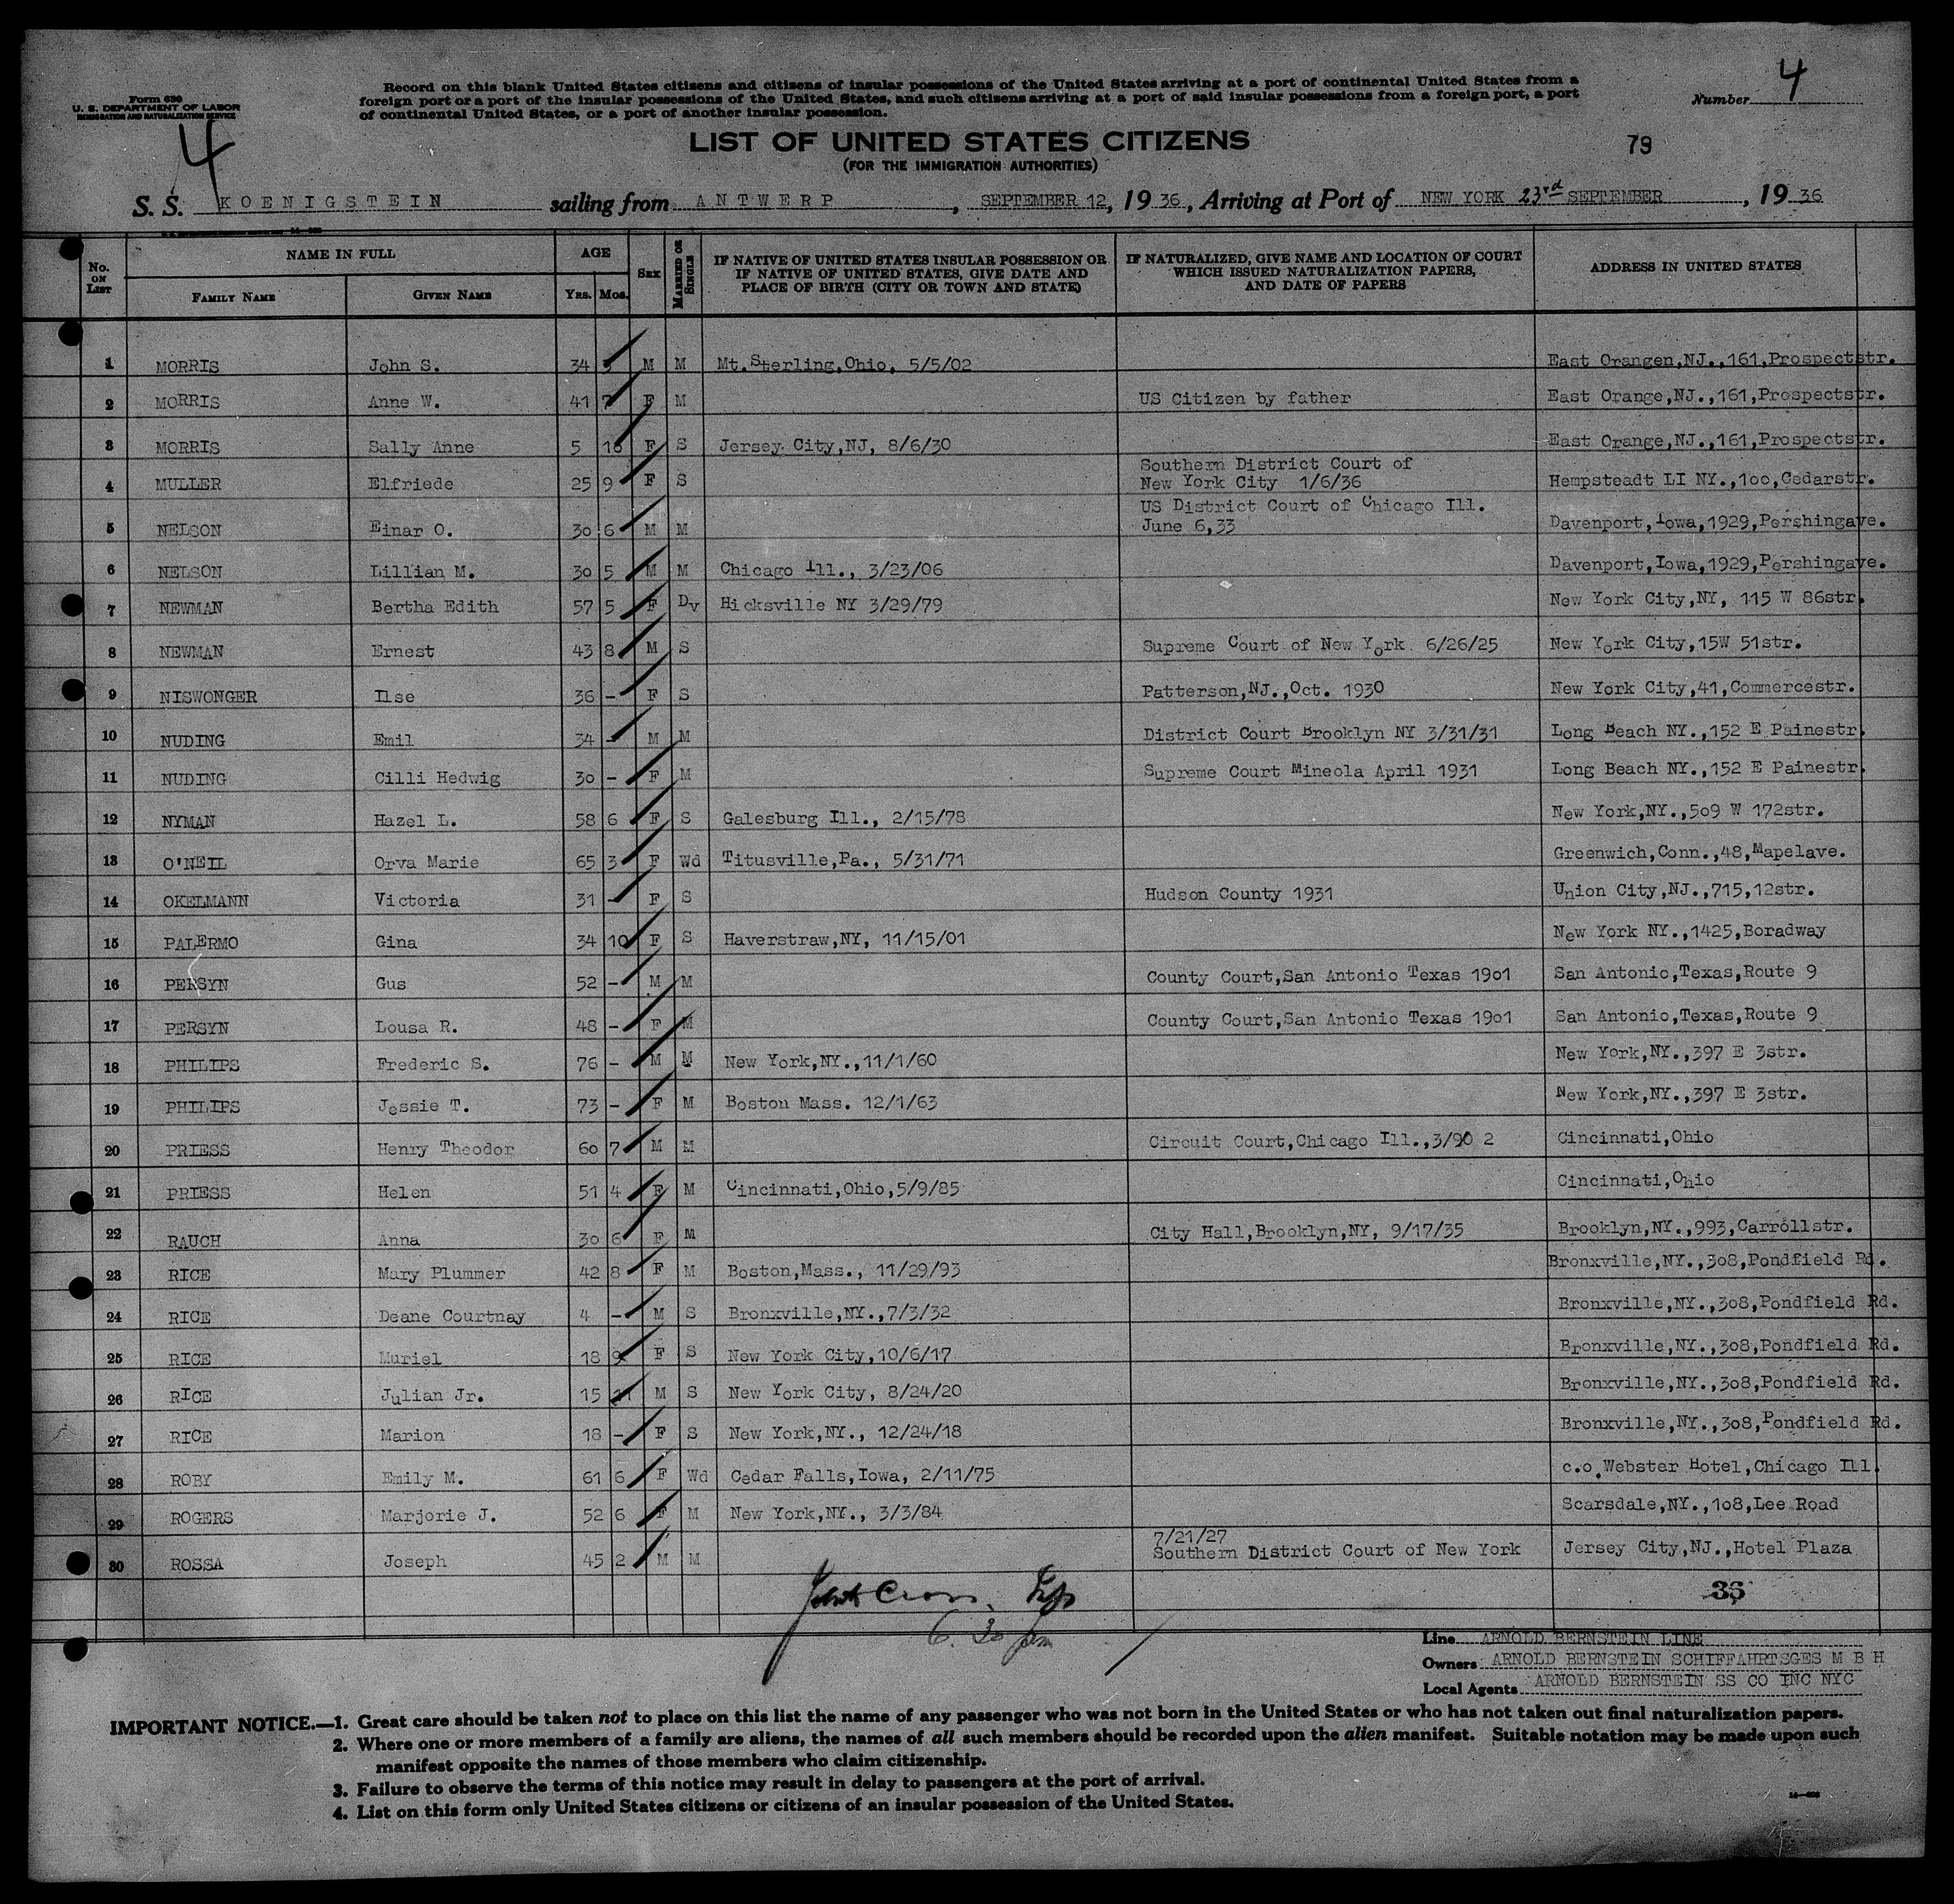 Form 630
U. S. DEPARTMENT OF LABOR
IMMIGRATION AND NATURALIZATION SERVICE
Record on this blank United States citizens and citizens of insular possessions of the United States arriving at a port of continental United States from a
foreign port or a port of the insular possessions of the United States, and such citizens arriving at a port of said insular possessions from a foreign port, a port
of continental United States, or a port of another insular possession.
Number 4
4
LIST OF UNITED STATES CITIZENS
79
(FOR THE IMMIGRATION AUTHORITIES)
S. S. KOENIGSTEIN sailing from ANTWERP, SEPTEMBER 12, 19 36, Arriving at Port of NEW YORK 23rd SEPTEMBER, 19 36
No. ON LIST | NAME IN FULL | FAMILY NAME | GIVEN NAME | AGE | YRS. | MOS. | SEX | MARRIED OR SINGLE | IF NATIVE OF UNITED STATES INSULAR POSSESSION OR IF NATIVE OF UNITED STATES, GIVE DATE AND PLACE OF BIRTH (CITY OR TOWN AND STATE) | IF NATURALIZED, GIVE NAME AND LOCATION OF COURT WHICH ISSUED NATURALIZATION PAPERS, AND DATE OF PAPERS | ADDRESS IN UNITED STATES
1 MORRIS John S. 34 M M Mt.Sterling,Ohio, 5/5/02 East Orangen,NJ.,161,Prospectstr.
2 MORRIS Anne W. 41 7 F M US Citizen by father East Orange,NJ.,161,Prospectstr.
3 MORRIS Sally Anne 5 F S Jersey City,NJ, 8/6/30 East Orange,NJ.,161,Prospectstr.
4 MULLER Elfriede 25 9 F S Southern District Court of New York City 1/6/36 Hempsteadt LI NY.,100,Cedarstr.
5 NELSON Einar O. 30 6 M M US District Court of Chicago Ill. June 6,33 Davenport,Iowa,1929,Pershingave.
6 NELSON Lillian M. 30 5 M M Chicago Ill., 3/23/06 Davenport,Iowa,1929,Pershingave.
7 NEWMAN Bertha Edith 57 5 F Dv Hicksville NY 3/29/79 New York City,NY, 115 W 86str.
8 NEWMAN Ernest 43 8 M S Supreme Court of New York 6/26/25 New York City,15W 51str.
9 NISWONGER Ilse 36 - F S Patterson,NJ.,Oct. 1930 New York City,41,Commercestr.
10 NUDING Emil 34 - M M District Court Brooklyn NY 3/31/31 Long Beach NY.,152 E Painestr.
11 NUDING Cilli Hedwig 30 - F M Supreme Court Mineola April 1931 Long Beach NY.,152 E Painestr.
12 NYMAN Hazel L. 58 6 F S Galesburg Ill., 2/15/78 New York,NY.,509 W 172str.
13 O'NEIL Orva Marie 65 3 F Wd Titusville,Pa., 5/31/71 Greenwich,Conn.,48,Mapelave.
14 OKELMANN Victoria 31 - F S Hudson County 1931 Union City,NJ.,715,12str.
15 PALERMO Gina 34 10 F S Haverstraw,NY, 11/15/01 New York NY.,1425,Boradway
16 PERSYN Gus 52 - M M County Court,San Antonio Texas 1901 San Antonio,Texas,Route 9
17 PERSYN Lousa R. 48 - F M County Court,San Antonio Texas 1901 San Antonio,Texas,Route 9
18 PHILIPS Frederic S. 76 - M M New York,NY.,11/1/60 New York,NY.,397 E 3str.
19 PHILIPS Jessie T. 73 - F M Boston Mass. 12/1/63 New York,NY.,397 E 3str.
20 PRIESS Henry Theodor 60 7 M M Circuit Court,Chicago Ill.,3/90 2 Cincinnati,Ohio
21 PRIESS Helen 51 4 F M Cincinnati,Ohio,5/9/85 Cincinnati,Ohio
22 RAUCH Anna 30 6 F M City Hall,Brooklyn,NY, 9/17/35 Brooklyn,NY.,993,Carrollstr.
23 RICE Mary Plummer 42 8 F M Boston,Mass., 11/29/93 Bronxville,NY.,308,Pondfield Rd.
24 RICE Deane Courtnay 4 - M S Bronxville,NY.,7/3/32 Bronxville,NY.,308,Pondfield Rd.
25 RICE Muriel 18 9 F S New York City,10/6/17 Bronxville,NY.,308,Pondfield Rd.
26 RICE Julian Jr. 15 M S New York City, 8/24/20 Bronxville,NY.,308,Pondfield Rd.
27 RICE Marion 18 - F S New York,NY., 12/24/18 Bronxville,NY.,308,Pondfield Rd.
28 ROBY Emily M. 61 6 F Wd Cedar Falls,Iowa, 2/11/75 c.o.Webster Hotel,Chicago Ill.
29 ROGERS Marjorie J. 52 6 F M New York,NY., 3/3/84 Scarsdale,NY.,108,Lee Road
30 ROSSA Joseph 45 2 M M 7/21/27 Southern District Court of New York Jersey City,NJ.,Hotel Plaza
Line ARNOLD BERNSTEIN LINE
Owners ARNOLD BERNSTEIN SCHIFFAHRTSGES M B H
Local Agents ARNOLD BERNSTEIN SS CO INC NYC
IMPORTANT NOTICE.—1. Great care should be taken not to place on this list the name of any passenger who was not born in the United States or who has not taken out final naturalization papers.
2. Where one or more members of a family are aliens, the names of all such members should be recorded upon the alien manifest. Suitable notation may be made upon such
manifest opposite the names of those members who claim citizenship.
3. Failure to observe the terms of this notice may result in delay to passengers at the port of arrival.
4. List on this form only United States citizens or citizens of an insular possession of the United States.